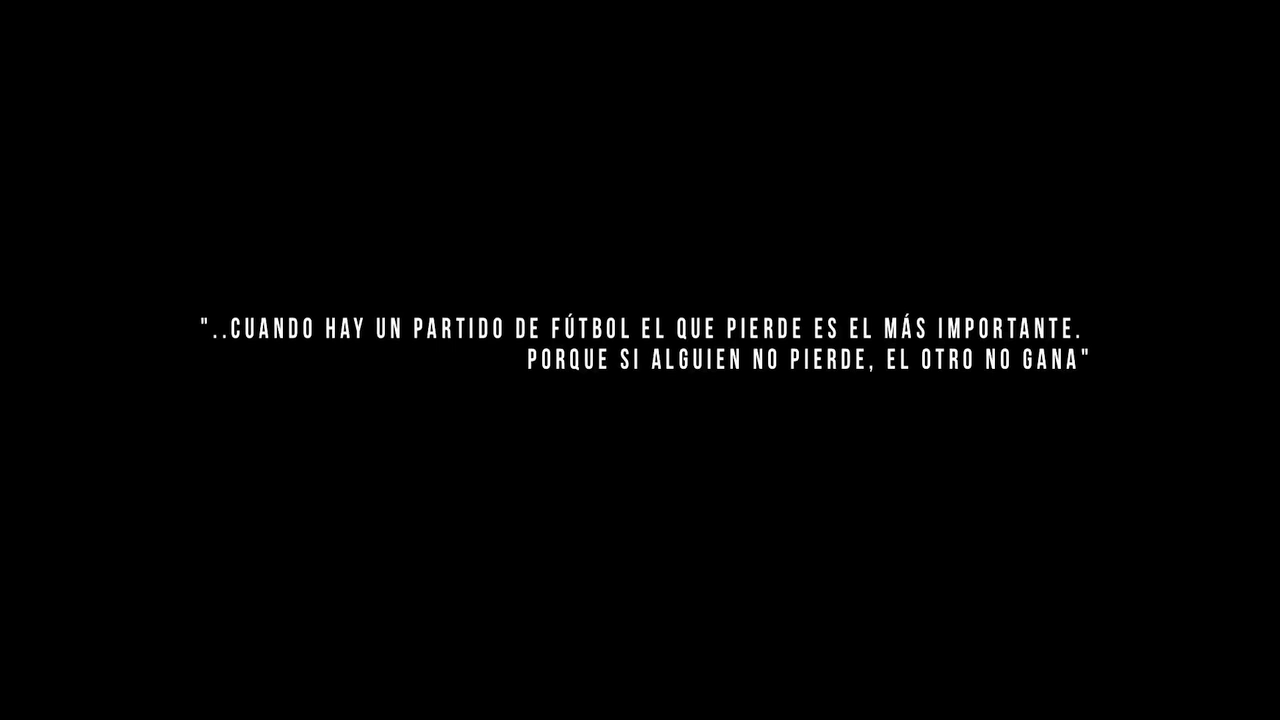 "..CUANDO HAY UN PARTIDO DE FÚTBOL EL QUE PIERDE ES EL MÁS IMPORTANTE.
PORQUE SI ALGUIEN NO PIERDE, EL OTRO NO GANA"